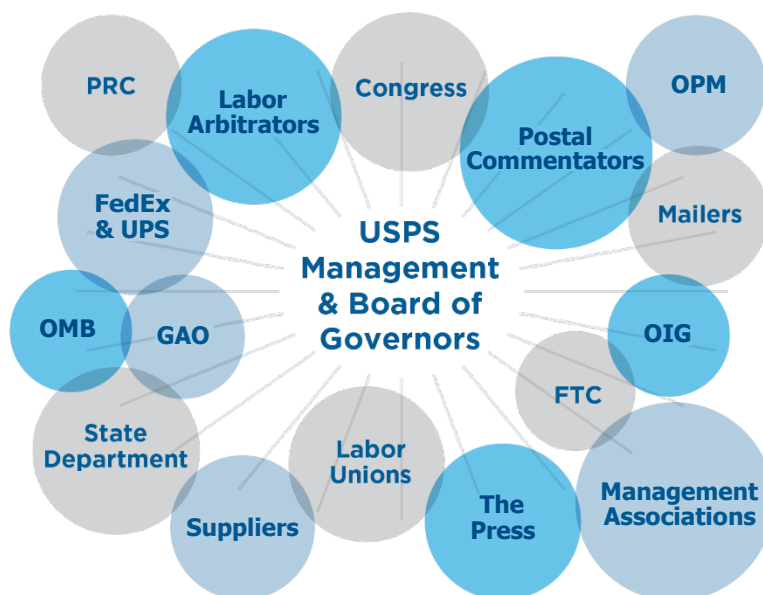 PRC
Labor
Arbitrators
Congress
Postal
Commentators
OPM
FedEx
& UPS
Mailers
USPS
Management
& Board of
Governors
OMB
GAO
OIG
FTC
State
Department
Labor
Unions
Suppliers
The
Press
Management
Associations